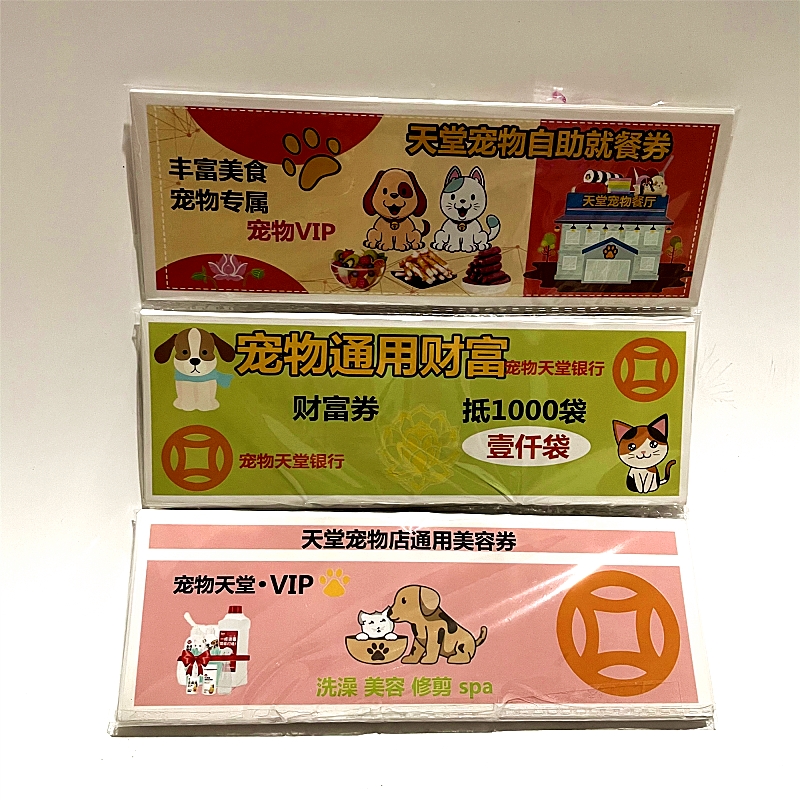 天堂宠物自助就餐券
丰富美食
宠物专属
宠物VIP
天堂宠物餐厅
宠物通用财富
宠物天堂银行
财富券
抵1000袋
壹仟袋
宠物天堂银行
天堂宠物店通用美容券
宠物天堂·VIP
洗澡 美容 修剪 spa